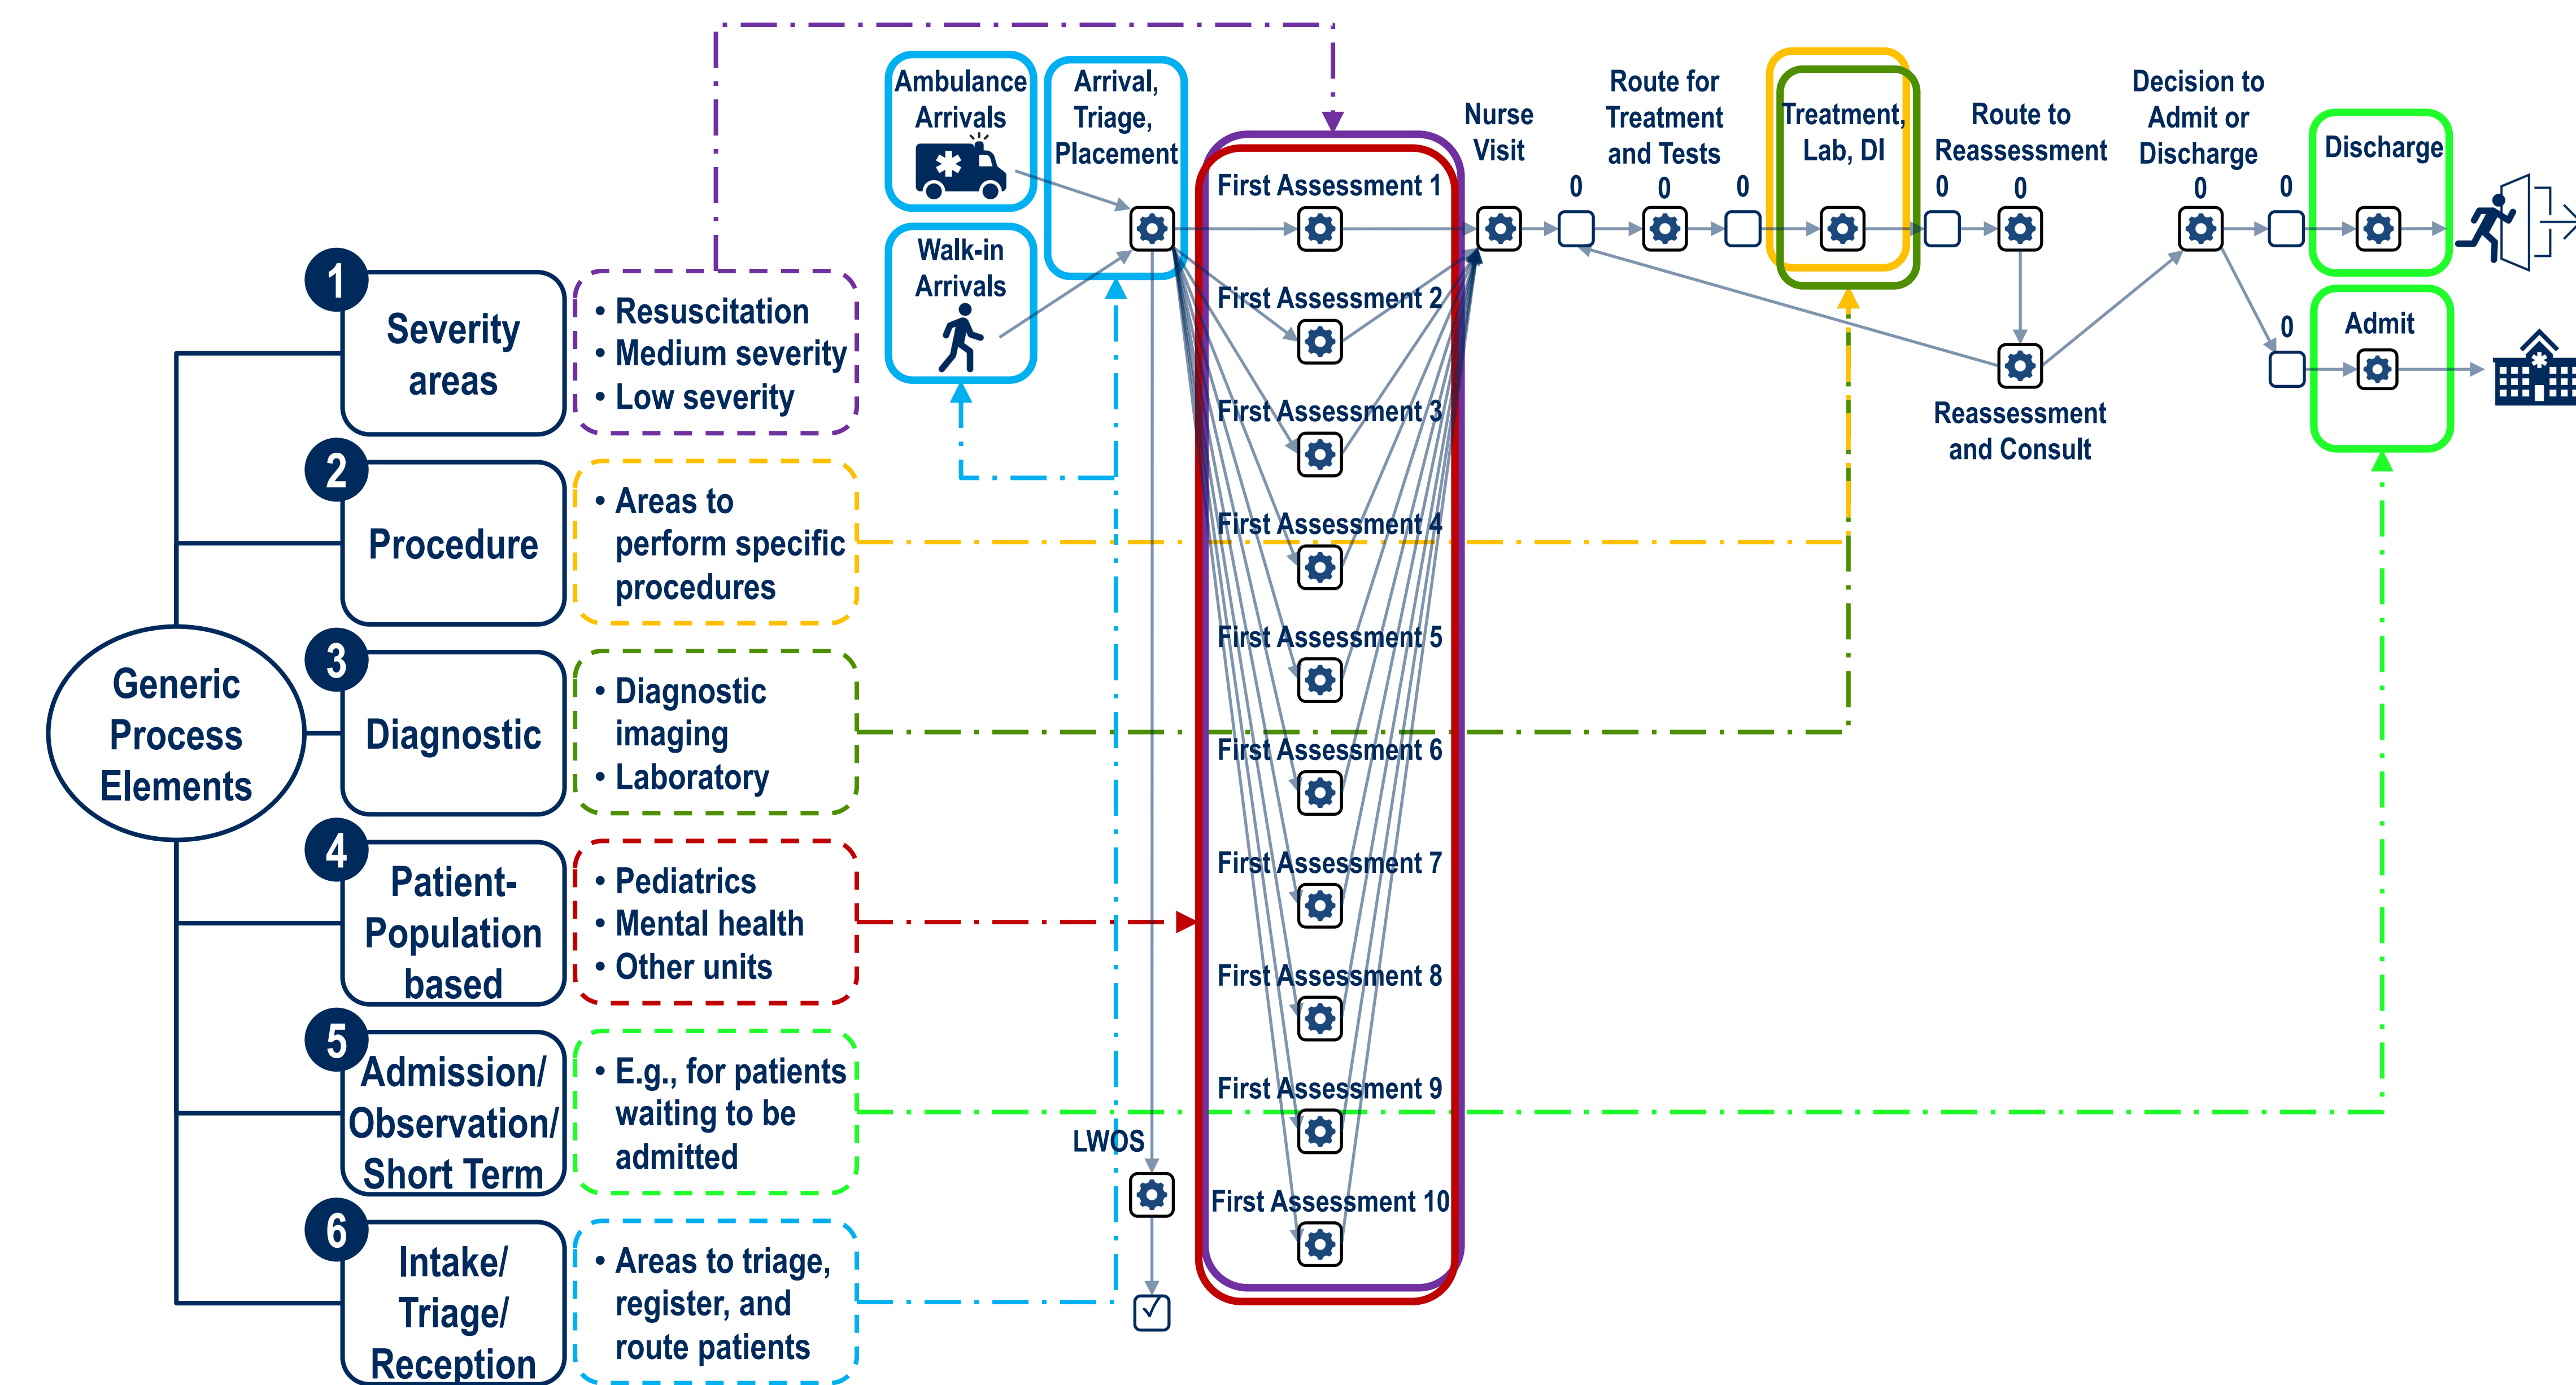 Generic
Process
Elements
1
Severity
areas
• Resuscitation
• Medium severity
• Low severity
2
Procedure
• Areas to
perform specific
procedures
3
Diagnostic
• Diagnostic
imaging
• Laboratory
4
Patient-
Population
based
• Pediatrics
• Mental health
• Other units
5
Admission/
Observation/
Short Term
• E.g., for patients
waiting to be
admitted
6
Intake/
Triage/
Reception
• Areas to triage,
register, and
route patients
Ambulance
Arrivals
Walk-in
Arrivals
Arrival,
Triage,
Placement
LWOS
First Assessment 1
First Assessment 2
First Assessment 3
First Assessment 4
First Assessment 5
First Assessment 6
First Assessment 7
First Assessment 8
First Assessment 9
First Assessment 10
Nurse
Visit
0
Route for
Treatment
and Tests
0
0
Treatment,
Lab, DI
0
Route to
Reassessment
0
Reassessment
and Consult
Decision to
Admit or
Discharge
0
0
Discharge
0
Admit